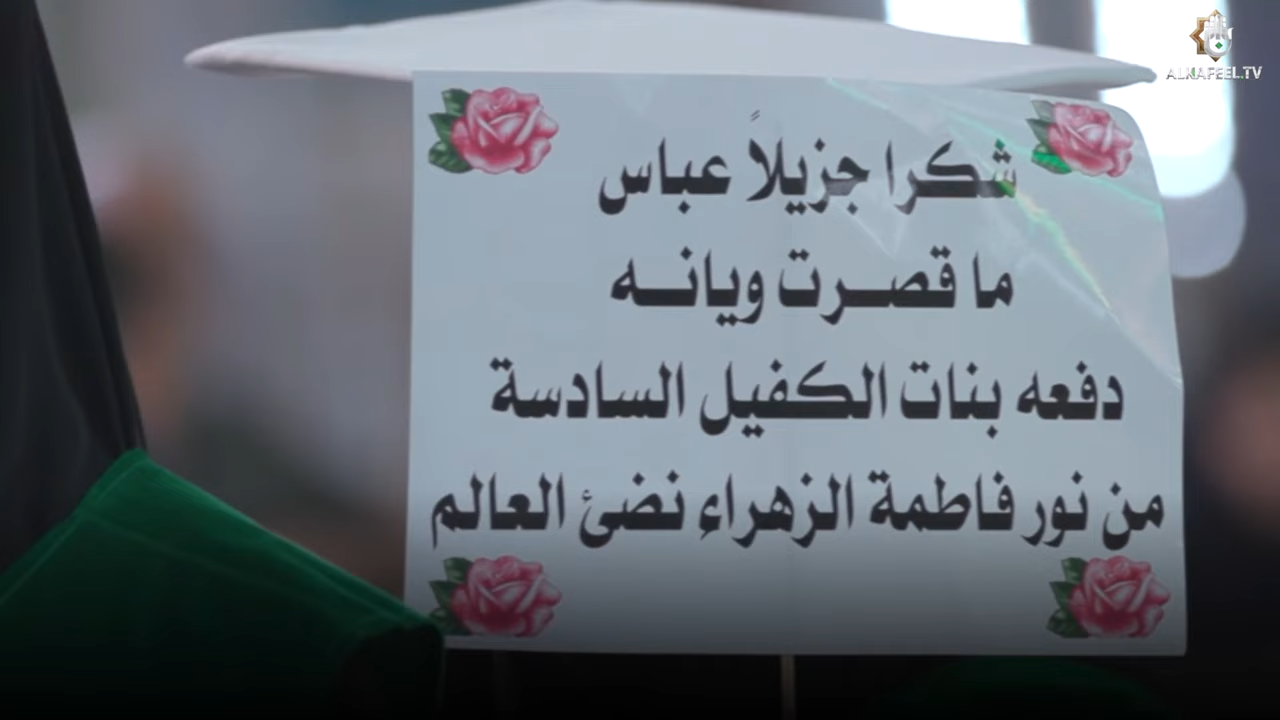 ALKAFEEL.TV
شكرا جزيلاً عباس
ما قصرت ويانه
دفعه بنات الكفيل السادسة
من نور فاطمة الزهراء نضئ العالم